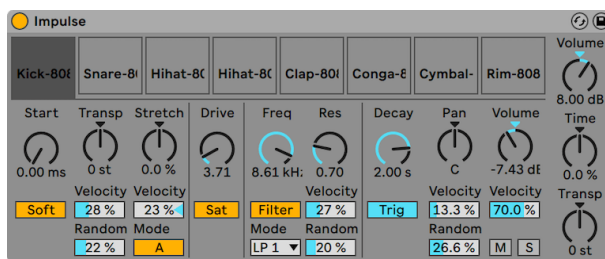 Impulse
Volume
Kick-808 Snare-80 Hihat-80 Hihat-80 Clap-808 Conga-8 Cymbal- Rim-808
8.00 dB
Start Transp Stretch Drive Freq Res Decay Pan Volume Time
0.00 ms 0 st 0.0 % 3.71 8.61 kHz 0.70 2.00 s C -7.43 dB 0.0 %
Velocity Velocity Velocity Velocity Velocity Transp
Soft 28 % 23 % Sat Filter 27 % Trig 13.3 % 70.0 %
Random Mode Mode Random Random
22 % A LP 1 20 % 26.6 % M S 0 st